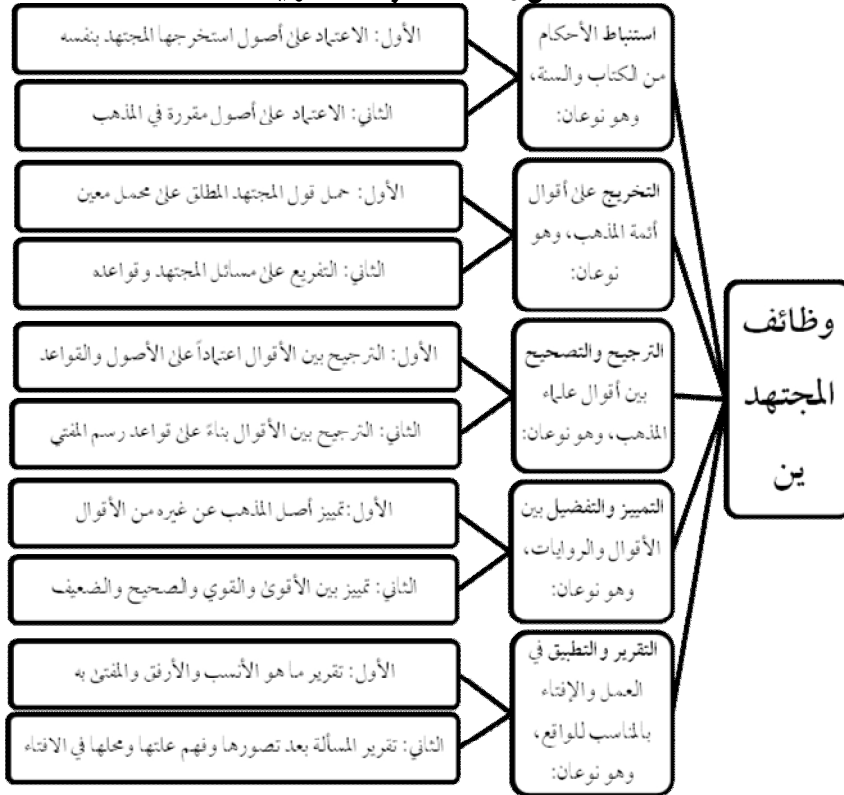 وظائف
المجتهد
ين
استنباط الأحكام
من الكتاب والسنة،
وهو نوعان:
الأول: الاعتماد على أصول استخرجها المجتهد بنفسه
الثاني: الاعتماد على أصول مقررة في المذهب
التخريج على أقوال
أئمة المذهب، وهو
نوعان:
الأول: حمل قول المجتهد المطلق على محمل معين
الثاني: التفريع على مسائل المجتهد وقواعده
الترجيح والتصحيح
بين أقوال علماء
المذهب، وهو نوعان:
الأول: الترجيح بين الأقوال اعتماداً على الأصول والقواعد
الثاني: الترجيح بين الأقوال بناءً على قواعد رسم المفتي
التمييز والتفضيل بين
الأقوال والروايات،
وهو نوعان:
الأول:تمييز أصل المذهب عن غيره من الأقوال
الثاني: تمييز بين الأقوى والقوي والصحيح والضعيف
التقرير والتطبيق في
العمل والإفتاء
بالمناسب للواقع،
وهو نوعان:
الأول: تقرير ما هو الأنسب والأرفق والمفتى به
الثاني: تقرير المسألة بعد تصورها وفهم علتها ومحلها في الافتاء